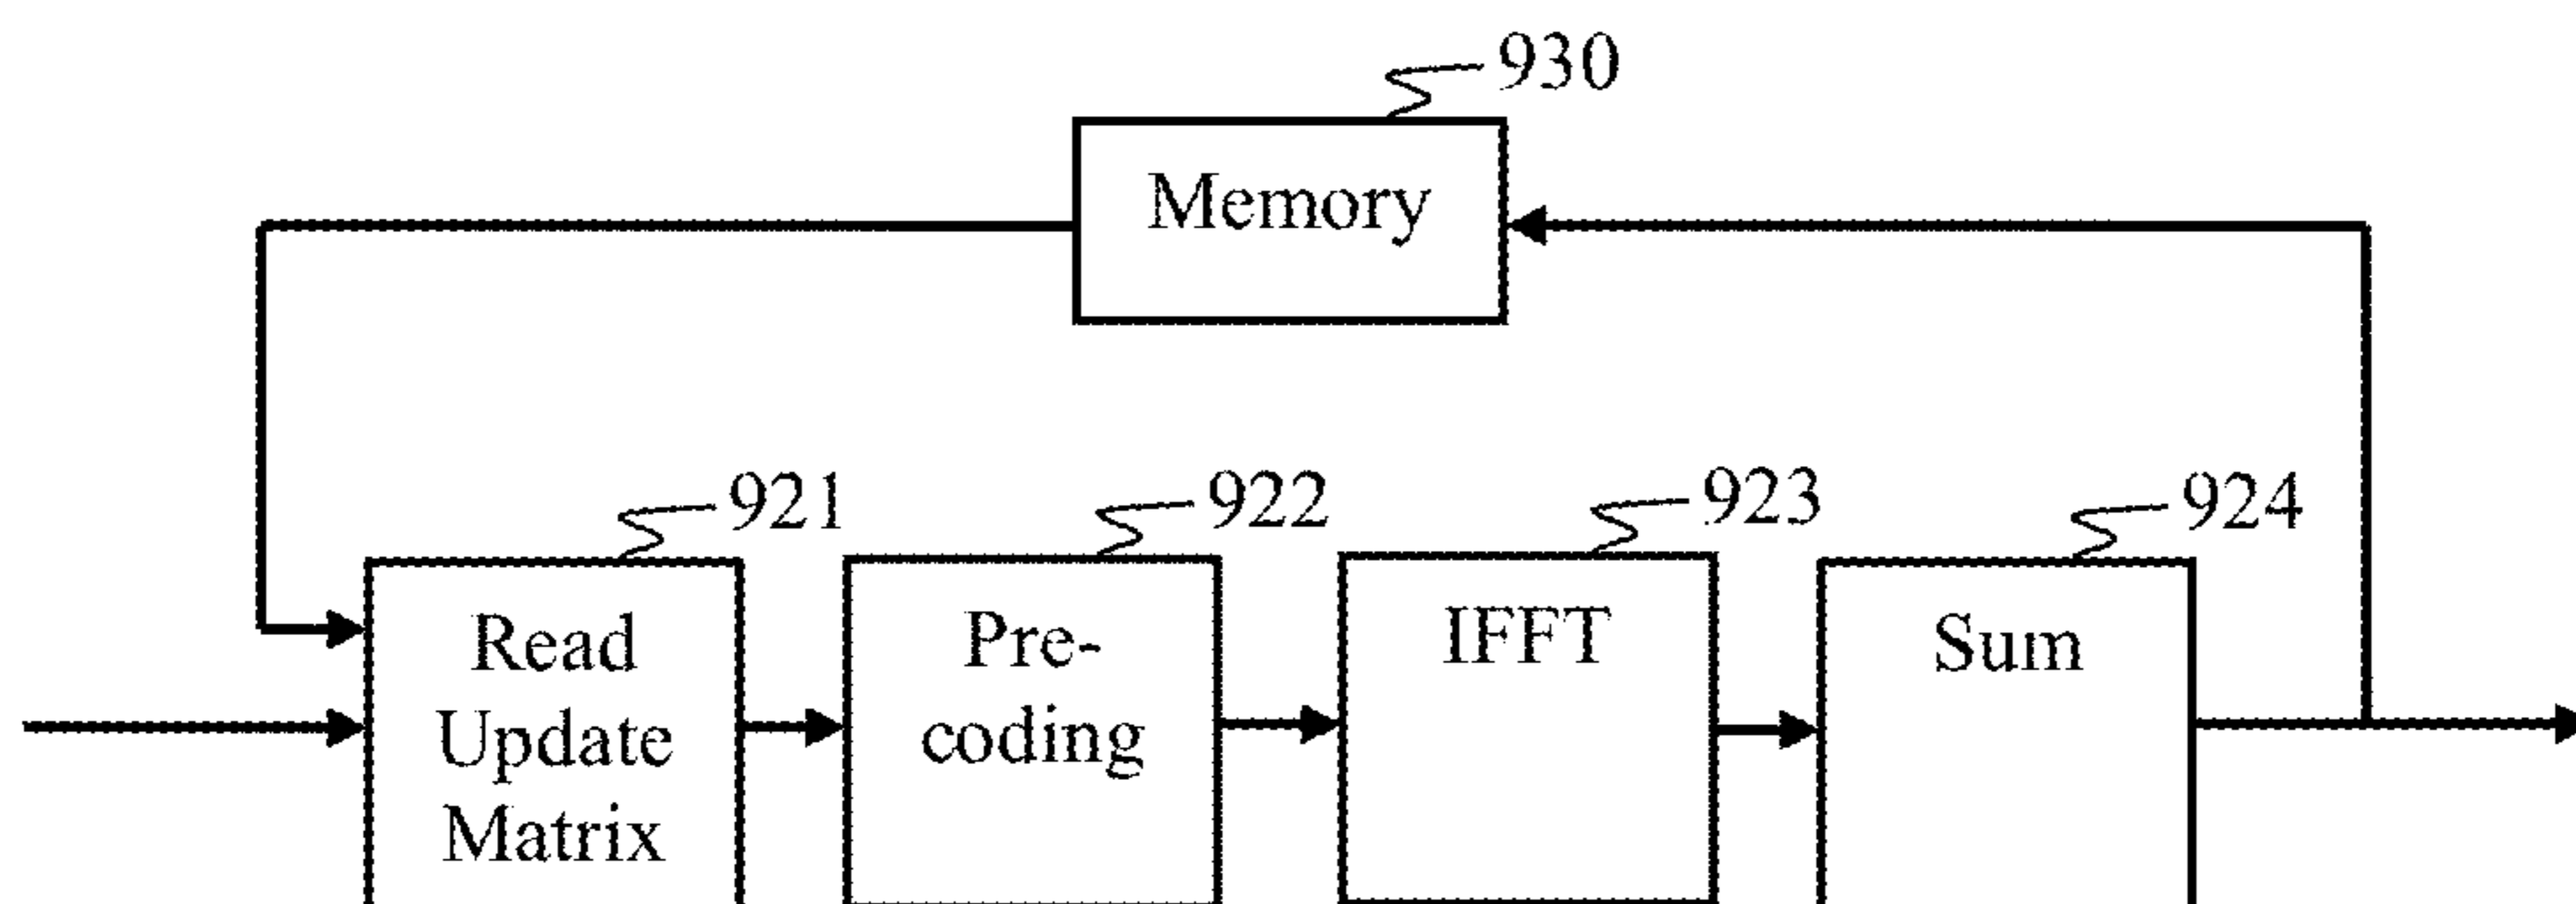 930
Memory
921
922
923
924
Read
Update
Matrix
Pre-
coding
IFFT
Sum